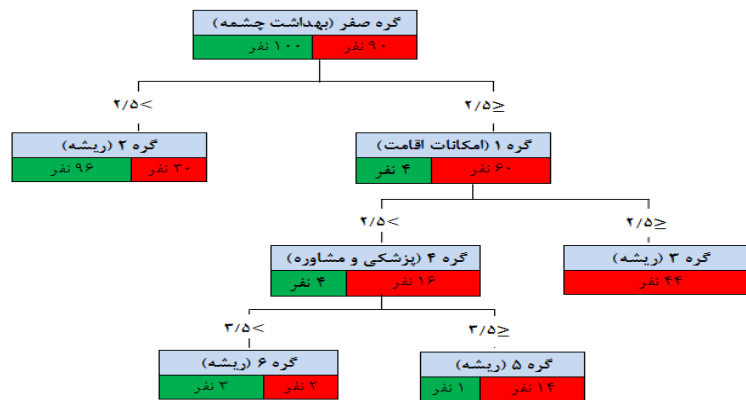 گره صفر (بهداشت چشمه)
۱۰۰ نفر ۹۰ نفر
۲/۵< ۲/۵≥
گره ۲ (ریشه) گره ۱ (امکانات اقامت)
۹۶ نفر ۳۰ نفر ۴ نفر ۶۰ نفر
۲/۵< ۲/۵≥
گره ۴ (پزشکی و مشاوره) گره ۳ (ریشه)
۴ نفر ۱۶ نفر ۴۴ نفر
۳/۵< ۳/۵≥
گره ۶ (ریشه) گره ۵ (ریشه)
۳ نفر ۲ نفر ۱ نفر ۱۴ نفر